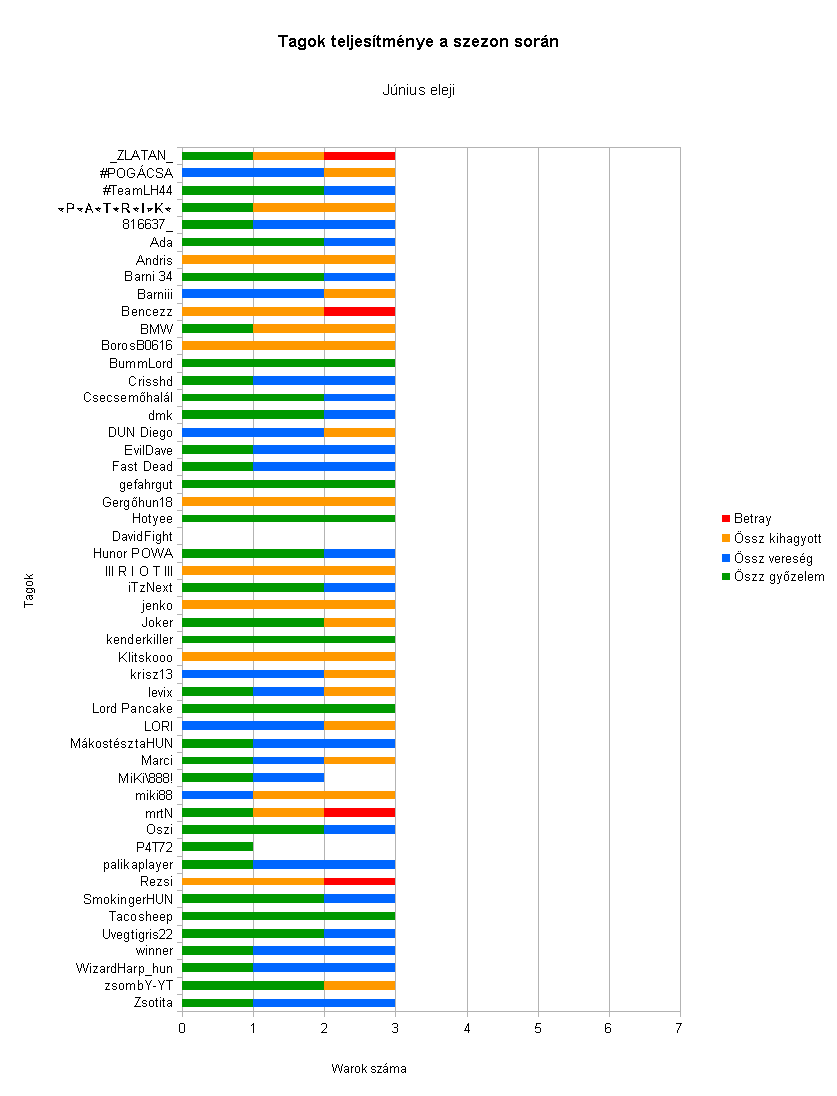 Tagok teljesítménye a szezon során
Június eleji
_ZLATAN_
#POGÁCSA
#TeamLH44
★P★A★T★R★I★K★
816637_
Ada
Andris
Barni 34
Barniii
Bencezz
BMW
BorosB0616
BummLord
Crisshd
Csecsemőhalál
dmk
DUN Diego
EvilDave
Fast Dead
gefahrgut
Gergőhun18
Hotyee
DavidFight
Hunor POWA
III R I O T III
iTzNext
jenko
Joker
kenderkiller
Klitskooo
krisz13
levix
Lord Pancake
LORI
MákostésztaHUN
Marci
MiKi\888!
miki88
mrtN
Oszi
P4T72
palikaplayer
Rezsi
SmokingerHUN
Tacosheep
Uvegtigris22
winner
WizardHarp_hun
zsombY-YT
Zsotita
Tagok
0 1 2 3 4 5 6 7
Warok száma
Betray
Össz kihagyott
Össz vereség
Öszz győzelem